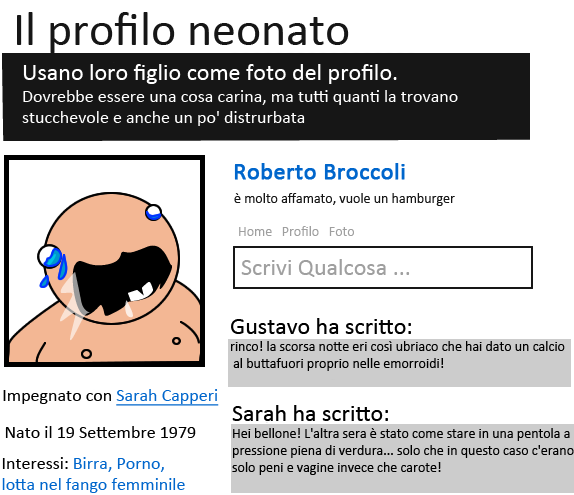 Il profilo neonato
Usano loro figlio come foto del profilo.
Dovrebbe essere una cosa carina, ma tutti quanti la trovano
stucchevole e anche un po' distrurbata
Roberto Broccoli
è molto affamato, vuole un hamburger
Home Profilo Foto
Scrivi Qualcosa ...
Gustavo ha scritto:
rinco! la scorsa notte eri così ubriaco che hai dato un calcio
al buttafuori proprio nelle emorroidi!
Sarah ha scritto:
Hei bellone! L'altra sera è stato come stare in una pentola a
pressione piena di verdura... solo che in questo caso c'erano
solo peni e vagine invece che carote!
Impegnato con Sarah Capperi
Nato il 19 Settembre 1979
Interessi: Birra, Porno,
lotta nel fango femminile